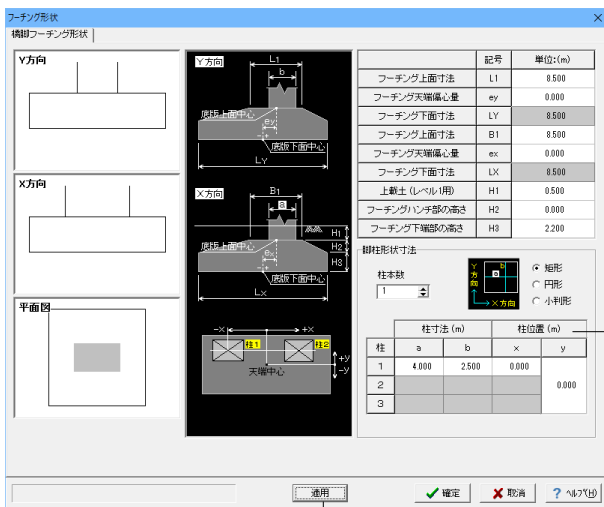 フーチング形状
橋脚フーチング形状
Y方向
X方向
平面図
Y方向
L1
b
底版上面中心
ey
底版下面中心
LY
X方向
B1
a
H1
底版上面中心
H2
ex
H3
底版下面中心
LX
-X +X
柱1 柱2
+y
天端中心
-y
記号 単位:(m)
フーチング上面寸法 L1 8.500
フーチング天端偏心量 ey 0.000
フーチング下面寸法 LY 8.500
フーチング上面寸法 B1 8.500
フーチング天端偏心量 ex 0.000
フーチング下面寸法 LX 8.500
上載土 (レベル1用) H1 0.500
フーチングハンチ部の高さ H2 0.000
フーチング下端部の高さ H3 2.200
脚柱形状寸法
柱本数
1
Y方向
b
a
X方向
矩形
円形
小判形
柱寸法 (m) 柱位置 (m)
柱 a b x y
1 4.000 2.500 0.000 0.000
2
3
適用
確定
取消
? ヘルプ(H)